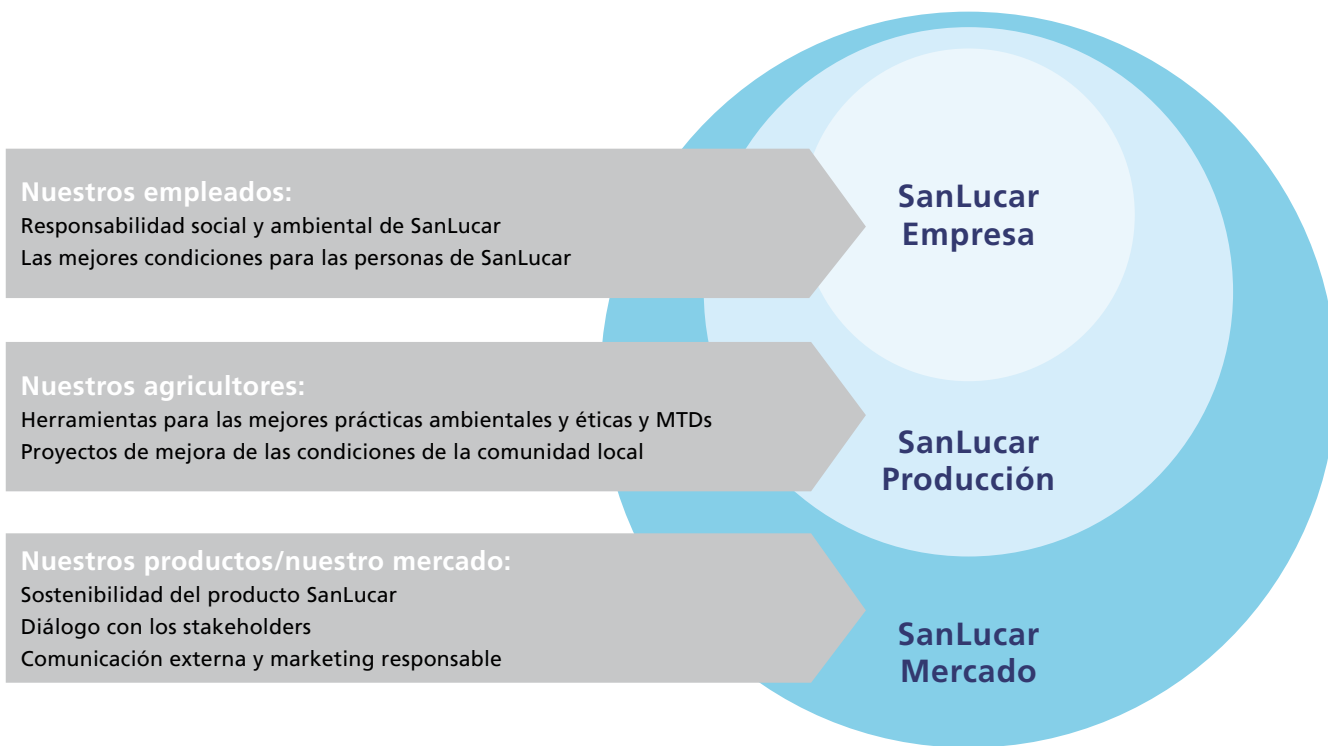 Nuestros empleados:
Responsabilidad social y ambiental de SanLucar
Las mejores condiciones para las personas de SanLucar
SanLucar
Empresa
Nuestros agricultores:
Herramientas para las mejores prácticas ambientales y éticas y MTDs
Proyectos de mejora de las condiciones de la comunidad local
SanLucar
Producción
Nuestros productos/nuestro mercado:
Sostenibilidad del producto SanLucar
Diálogo con los stakeholders
Comunicación externa y marketing responsable
SanLucar
Mercado